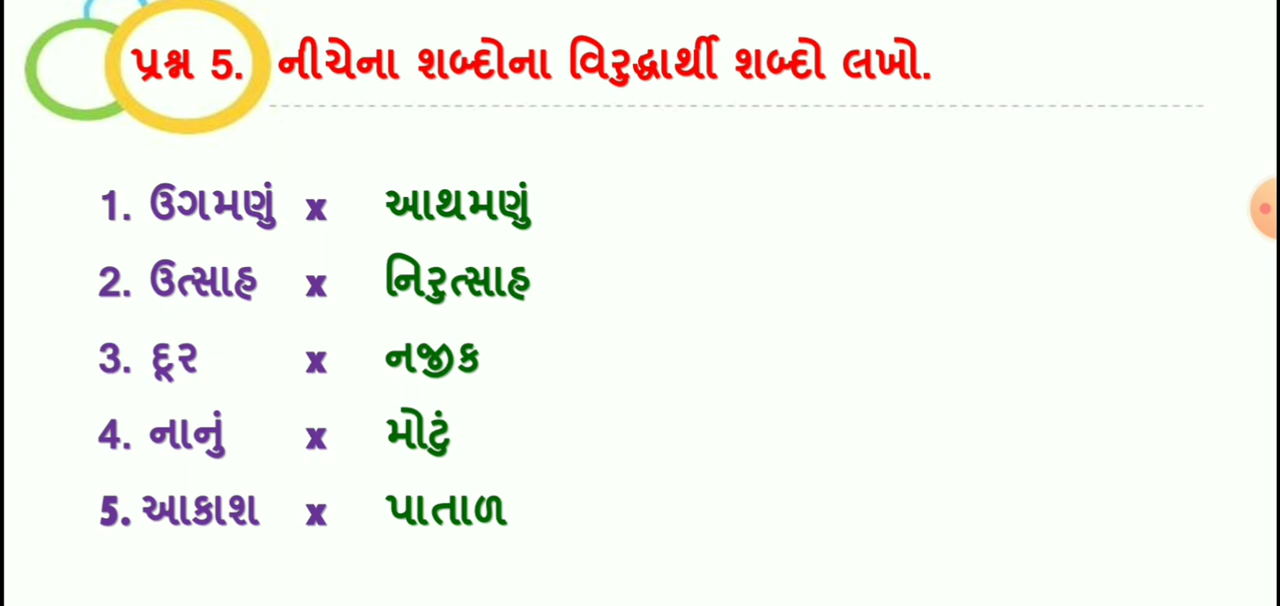 પ્રશ્ન 5. નીચેના શબ્દોના વિરુદ્ધાર્થી શબ્દો લખો.
1. ઉગમણું x આથમણું
2. ઉત્સાહ x નિરુત્સાહ
3. દૂર x નજીક
4. નાનું x મોટું
5. આકાશ x પાતાળ